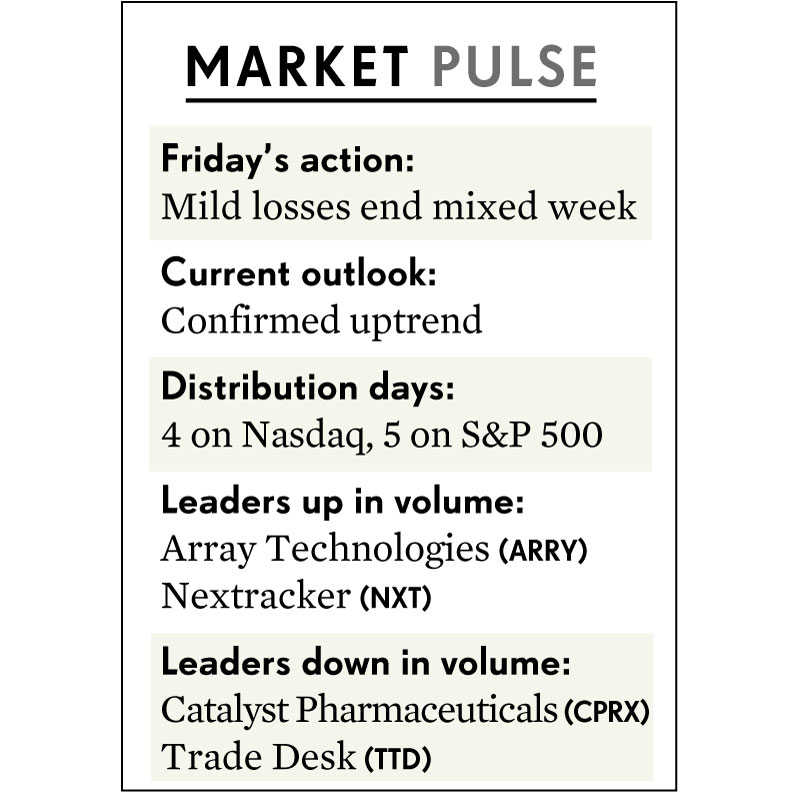 MARKET PULSE
Friday's action:
Mild losses end mixed week
Current outlook:
Confirmed uptrend
Distribution days:
4 on Nasdaq, 5 on S&P 500
Leaders up in volume:
Array Technologies (ARRY)
Nextracker (NXT)
Leaders down in volume:
Catalyst Pharmaceuticals (CPRX)
Trade Desk (TTD)